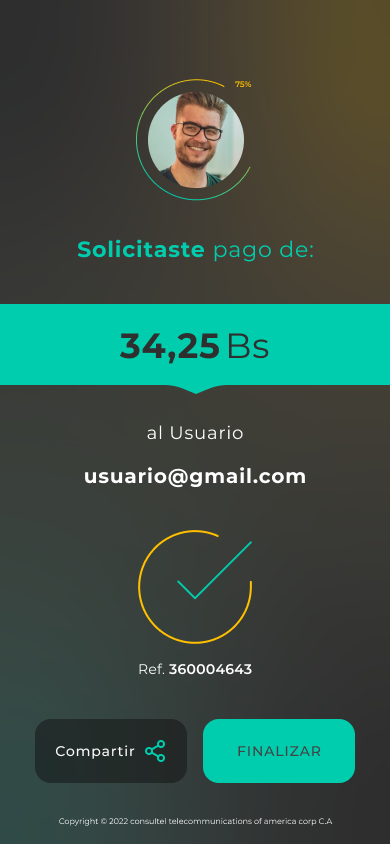 75%
Solicitaste pago de:
34,25 Bs
al Usuario
usuario@gmail.com
Ref. 360004643
Compartir
FINALIZAR
Copyright © 2022 consultel telecommunications of america corp C.A